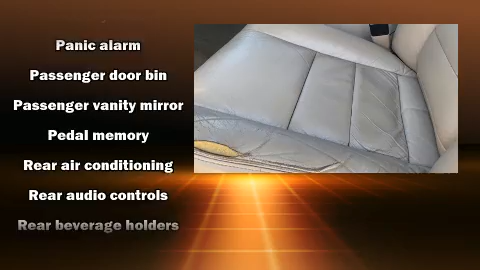 Panic alarm
Passenger door bin
Passenger vanity mirror
Pedal memory
Rear air conditioning
Rear audio controls
Rear beverage holders